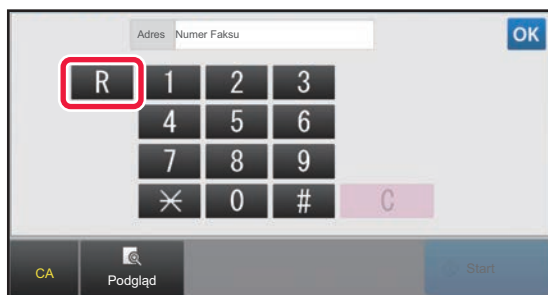 Adres Numer Faksu OK
R 1 2 3
4 5 6
7 8 9
* 0 # C
CA Podgląd Start